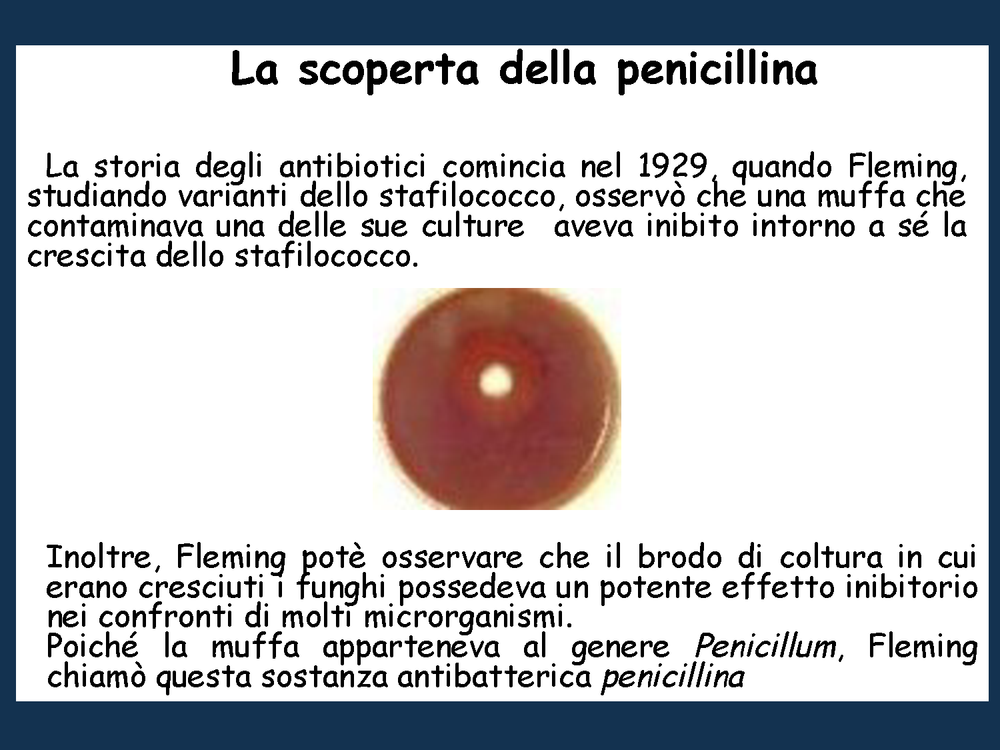 La scoperta della penicillina
La storia degli antibiotici comincia nel 1929, quando Fleming,
studiando varianti dello stafilococco, osservò che una muffa che
contaminava una delle sue culture aveva inibito intorno a sé la
crescita dello stafilococco.
Inoltre, Fleming potè osservare che il brodo di coltura in cui
erano cresciuti i funghi possedeva un potente effetto inibitorio
nei confronti di molti microrganismi.
Poiché la muffa apparteneva al genere Penicillum, Fleming
chiamò questa sostanza antibatterica penicillina